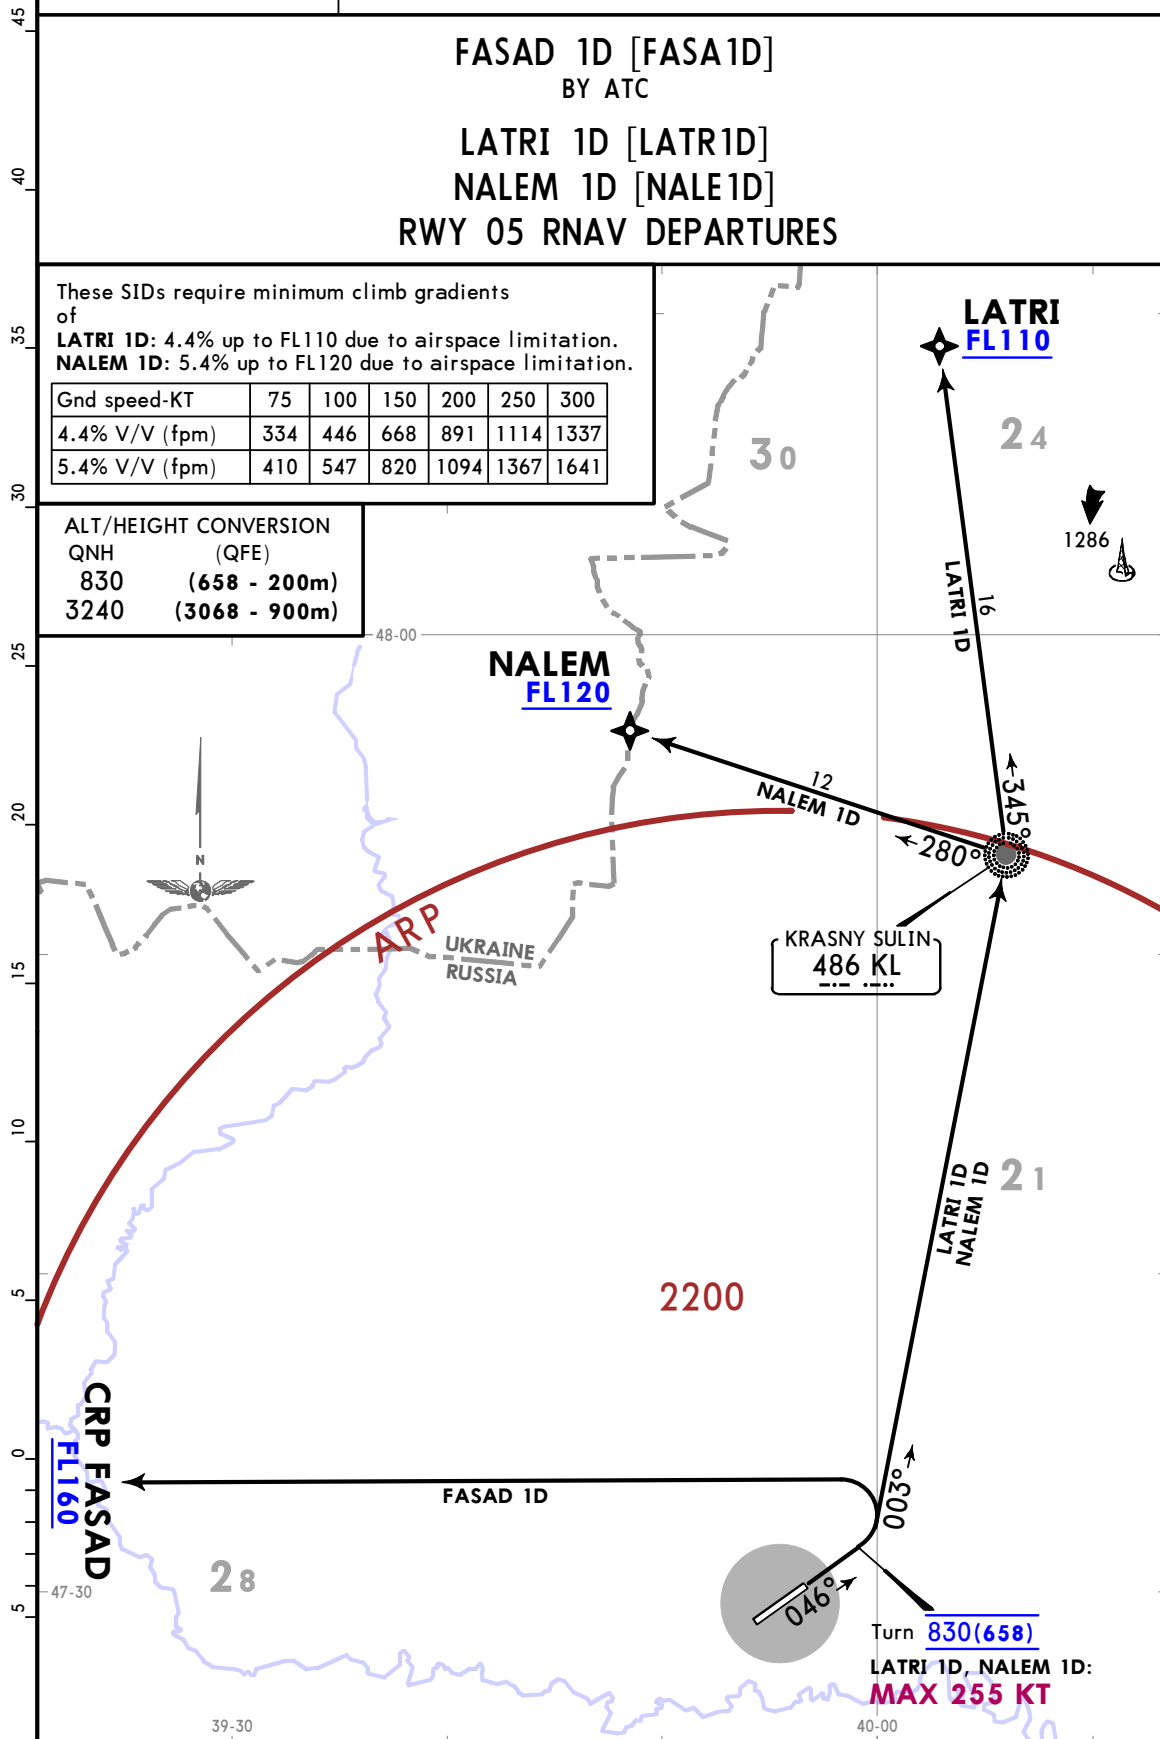 FASAD 1D [FASA1D]
BY ATC
LATRI 1D [LATR1D]
NALEM 1D [NALE1D]
RWY 05 RNAV DEPARTURES
These SIDs require minimum climb gradients
of
LATRI 1D: 4.4% up to FL110 due to airspace limitation.
NALEM 1D: 5.4% up to FL120 due to airspace limitation.
Gnd speed-KT 75 100 150 200 250 300
4.4% V/V (fpm) 334 446 668 891 1114 1337
5.4% V/V (fpm) 410 547 820 1094 1367 1641
ALT/HEIGHT CONVERSION
QNH (QFE)
830 (658 - 200m)
3240 (3068 - 900m)
45
40
35
30
25
20
15
10
5
0
5
LATRI
FL110
30
24
1286
LATRI 1D
16
48-00
NALEM
FL120
12
NALEM 1D
345°
280°
N
ARP
UKRAINE
RUSSIA
KRASNY SULIN
486 KL
LATRI 1D
NALEM 1D
21
2200
CRP FASAD
FL160
FASAD 1D
003°
28
47-30
046°
Turn 830(658)
LATRI 1D, NALEM 1D:
MAX 255 KT
39-30
40-00